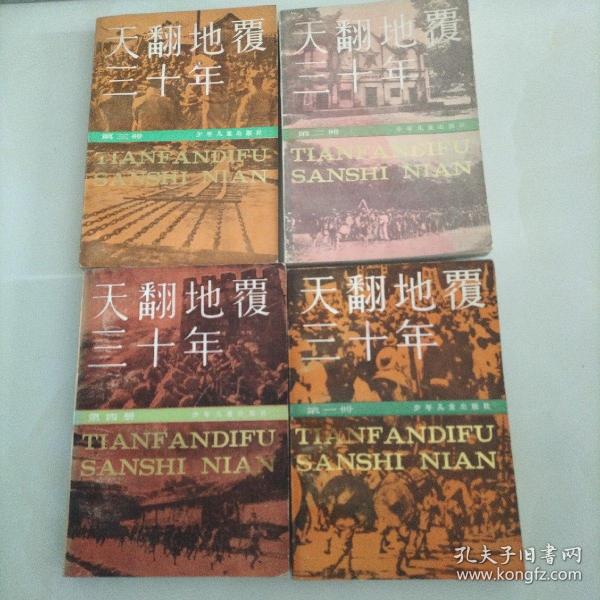 天翻地覆
三十年
第三册
少年儿童出版社
TIANFANDIFU
SANSHI NIAN
天翻地覆
三十年
第二册
少年儿童出版社
TIANFANDIFU
SANSHI NIAN
天翻地覆
三十年
第四册
少年儿童出版社
TIANFANDIFU
SANSHI NIAN
天翻地覆
三十年
第一册
少年儿童出版社
TIANFANDIFU
SANSHI NIAN
孔夫子旧书网
www.kongfz.com